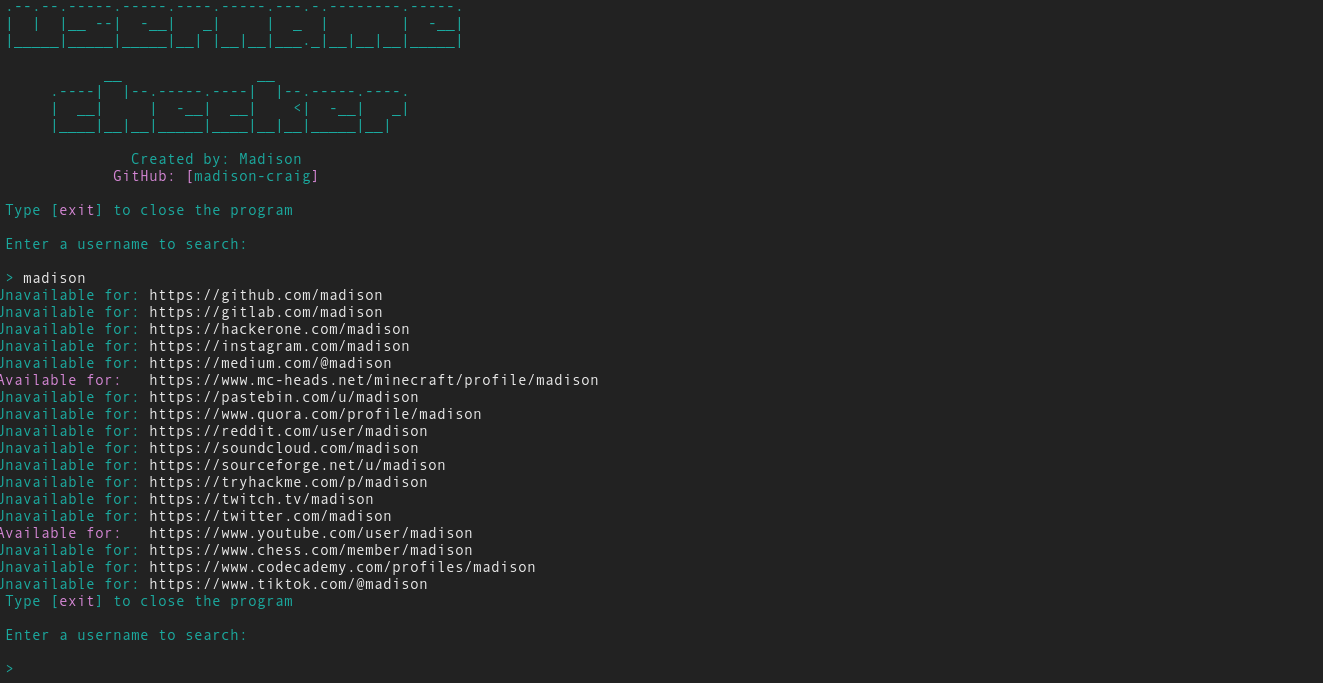 username
checker
Created by: Madison
GitHub: [madison-craig]
Type [exit] to close the program
Enter a username to search:
> madison
Unavailable for: https://github.com/madison
Unavailable for: https://gitlab.com/madison
Unavailable for: https://hackerone.com/madison
Unavailable for: https://instagram.com/madison
Unavailable for: https://medium.com/@madison
Available for:   https://www.mc-heads.net/minecraft/profile/madison
Unavailable for: https://pastebin.com/u/madison
Unavailable for: https://www.quora.com/profile/madison
Unavailable for: https://reddit.com/user/madison
Unavailable for: https://soundcloud.com/madison
Unavailable for: https://sourceforge.net/u/madison
Unavailable for: https://tryhackme.com/p/madison
Unavailable for: https://twitch.tv/madison
Unavailable for: https://twitter.com/madison
Available for:   https://www.youtube.com/user/madison
Unavailable for: https://www.chess.com/member/madison
Unavailable for: https://www.codecademy.com/profiles/madison
Unavailable for: https://www.tiktok.com/@madison
Type [exit] to close the program
Enter a username to search:
>